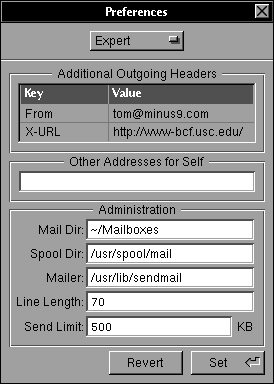 Preferences
Expert
Additional Outgoing Headers
Key Value
From tom@minus9.com
X-URL http://www-bcf.usc.edu/
Other Addresses for Self
Administration
Mail Dir: ~/Mailboxes
Spool Dir: /usr/spool/mail
Mailer: /usr/lib/sendmail
Line Length: 70
Send Limit: 500 KB
Revert Set